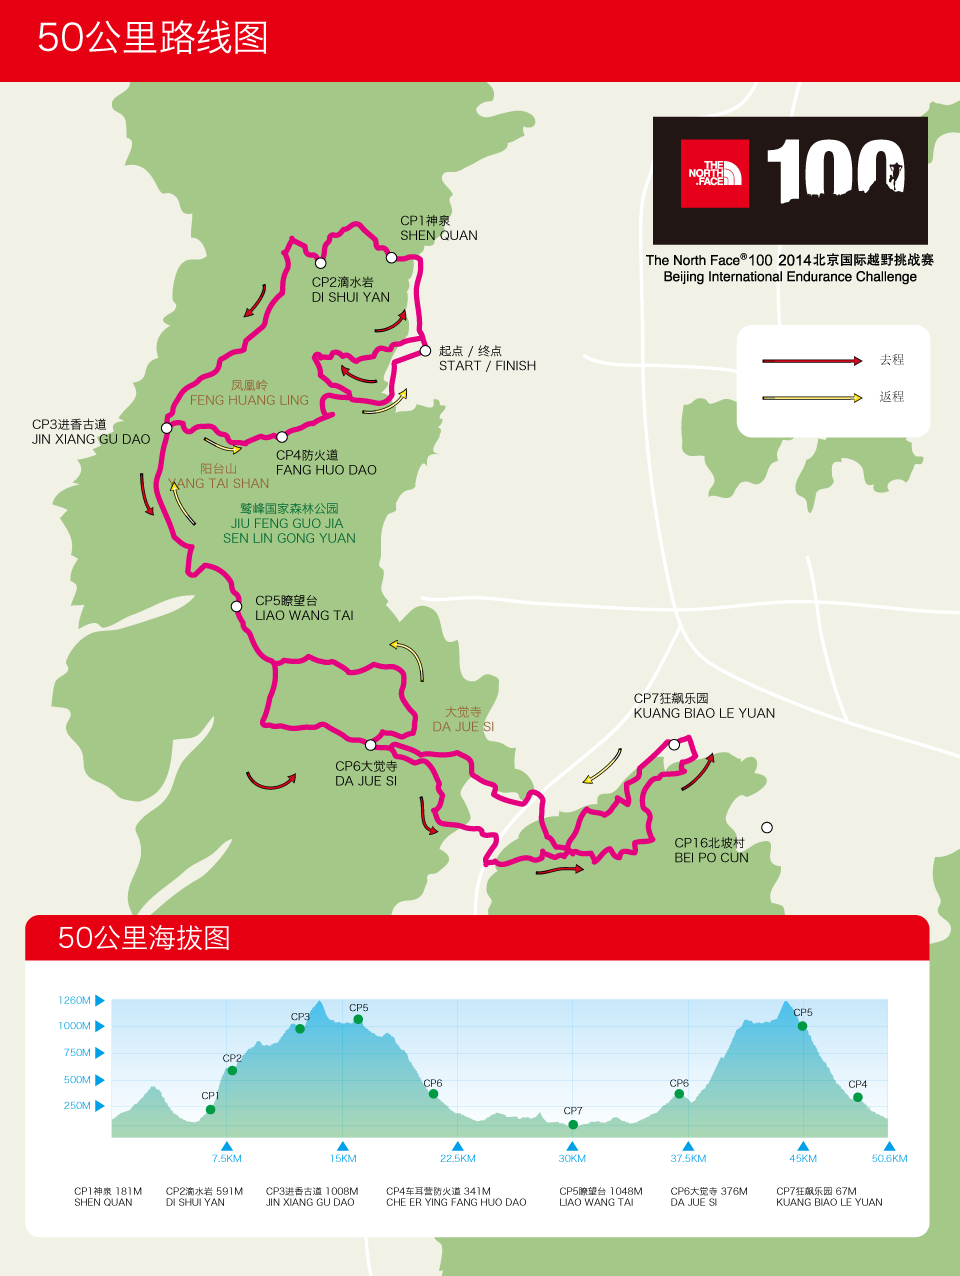 50公里路线图
THE
NORTH
FACE
100
The North Face®100 2014北京国际越野挑战赛
Beijing International Endurance Challenge
去程
返程
CP1神泉
SHEN QUAN
CP2滴水岩
DI SHUI YAN
起点 / 终点
START / FINISH
凤凰岭
FENG HUANG LING
CP3进香古道
JIN XIANG GU DAO
CP4防火道
FANG HUO DAO
阳台山
YANG TAI SHAN
鹫峰国家森林公园
JIU FENG GUO JIA
SEN LIN GONG YUAN
CP5瞭望台
LIAO WANG TAI
大觉寺
DA JUE SI
CP7狂飙乐园
KUANG BIAO LE YUAN
CP6大觉寺
DA JUE SI
CP16北坡村
BEI PO CUN
50公里海拔图
1260M
1000M
750M
500M
250M
CP1
CP2
CP3
CP5
CP6
CP7
CP6
CP5
CP4
7.5KM
15KM
22.5KM
30KM
37.5KM
45KM
50.6KM
CP1神泉 181M
SHEN QUAN
CP2滴水岩 591M
DI SHUI YAN
CP3进香古道 1008M
JIN XIANG GU DAO
CP4车耳营防火道 341M
CHE ER YING FANG HUO DAO
CP5瞭望台 1048M
LIAO WANG TAI
CP6大觉寺 376M
DA JUE SI
CP7狂飙乐园 67M
KUANG BIAO LE YUAN